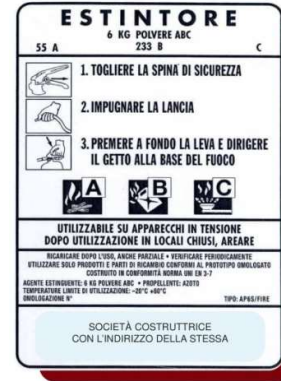 ESTINTORE
6 KG POLVERE ABC
55 A 233 B C
1. TOGLIERE LA SPINA DI SICUREZZA
2. IMPUGNARE LA LANCIA
3. PREMERE A FONDO LA LEVA E DIRIGERE
IL GETTO ALLA BASE DEL FUOCO
A B C
UTILIZZABILE SU APPARECCHI IN TENSIONE
DOPO UTILIZZAZIONE IN LOCALI CHIUSI, AREARE
RICARICARE DOPO L'USO, ANCHE PARZIALE • VERIFICARE PERIODICAMENTE
UTILIZZARE SOLO PRODOTTI E PARTI DI RICAMBIO CONFORMI AL PROTOTIPO OMOLOGATO
COSTRUITO IN CONFORMITÀ NORMA UNI EN 3-7
AGENTE ESTINGUENTE: 6 KG POLVERE ABC • PROPELLENTE: AZOTO
TEMPERATURE LIMITE DI UTILIZZAZIONE: -20°C +60°C
OMOLOGAZIONE N° TIPO: AP6S/FIRE
SOCIETÀ COSTRUTTRICE
CON L'INDIRIZZO DELLA STESSA